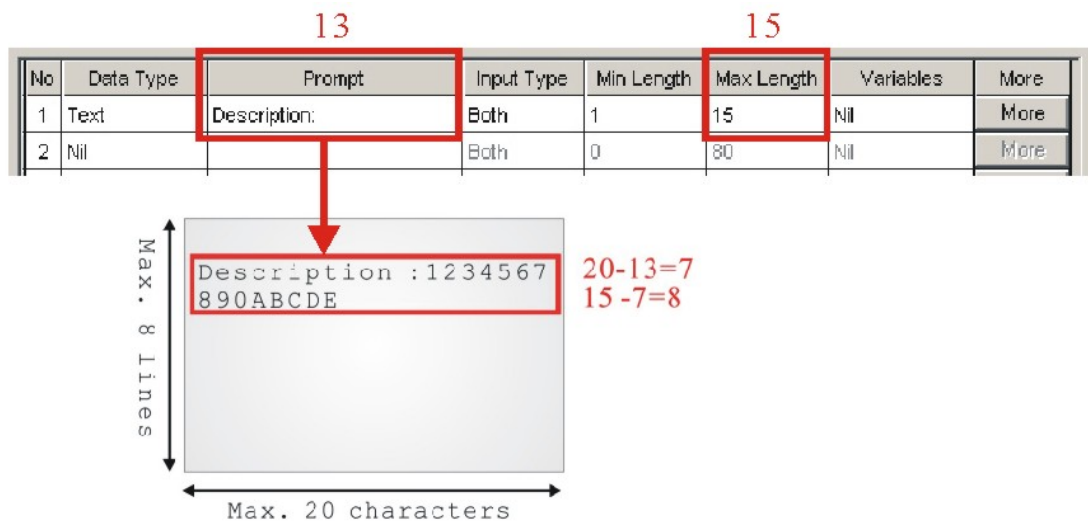 13 15
No Data Type Prompt Input Type Min Length Max Length Variables More
1 Text Description: Both 1 15 Nil More
2 Nil Both 0 80 Nil More
Max. 8 lines
Description :1234567
890ABCDE
20-13=7
15 -7=8
Max. 20 characters